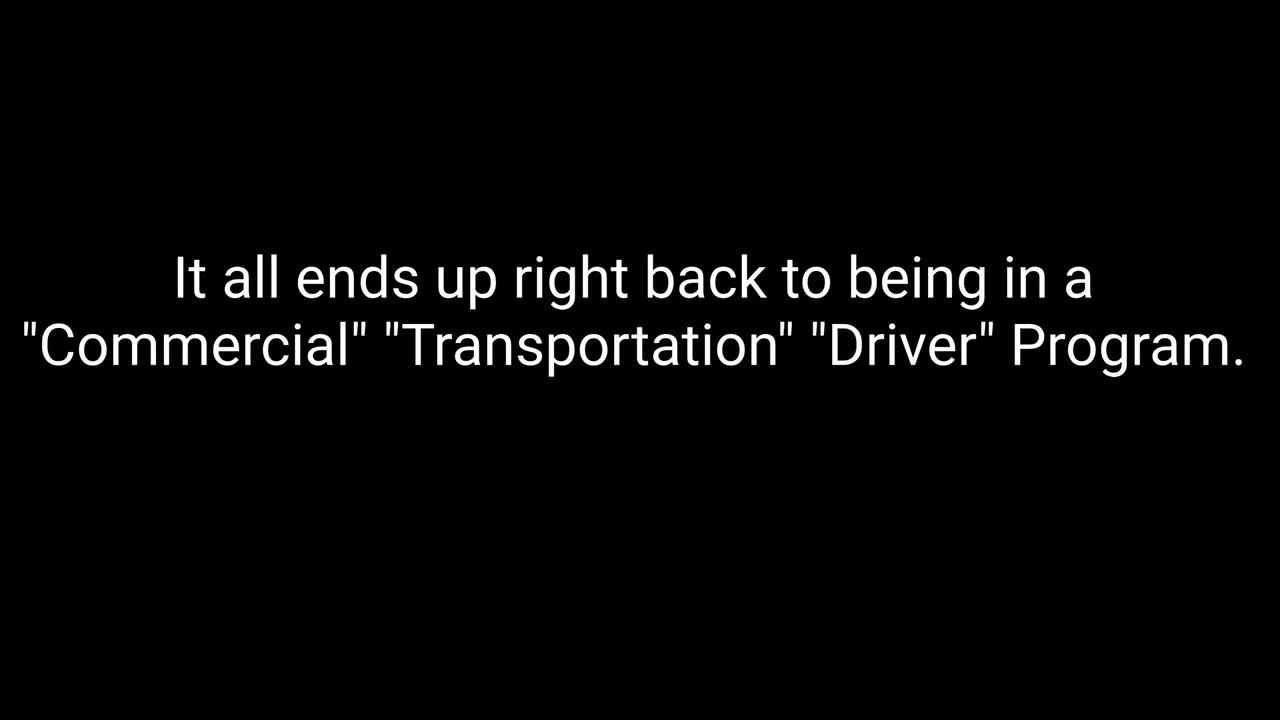 It all ends up right back to being in a
"Commercial" "Transportation" "Driver" Program.